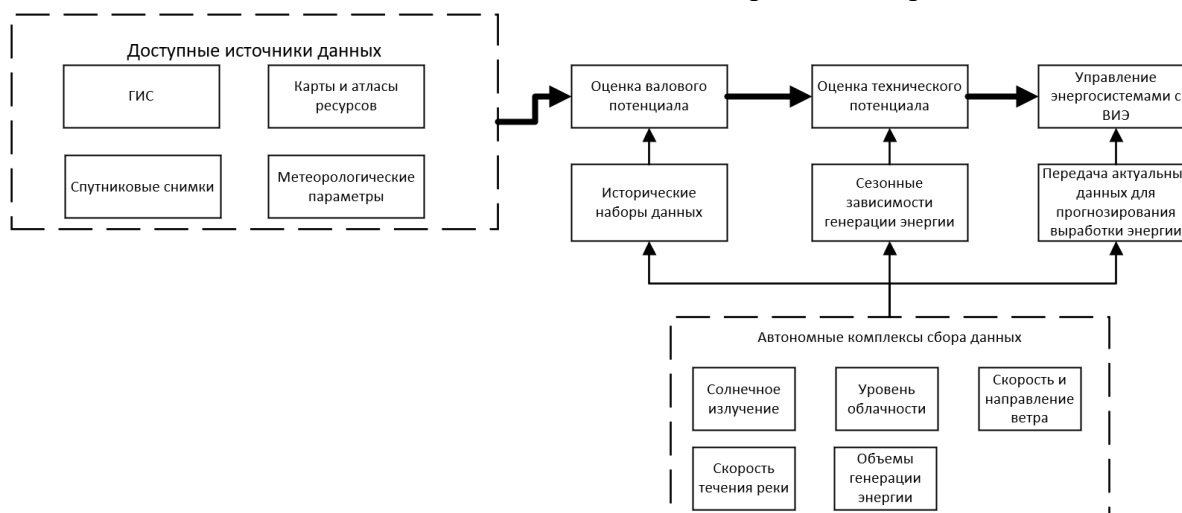 Доступные источники данных
ГИС
Карты и атласы
ресурсов
Спутниковые снимки
Метеорологические
параметры
Оценка валового
потенциала
Оценка технического
потенциала
Управление
энергосистемами с
ВИЭ
Исторические
наборы данных
Сезонные
зависимости
генерации энергии
Передача актуальны
данных для
прогнозирования
выработки энергии
Автономные комплексы сбора данных
Солнечное
излучение
Уровень
облачности
Скорость и
направление
ветра
Скорость
течения реки
Объемы
генерации
энергии